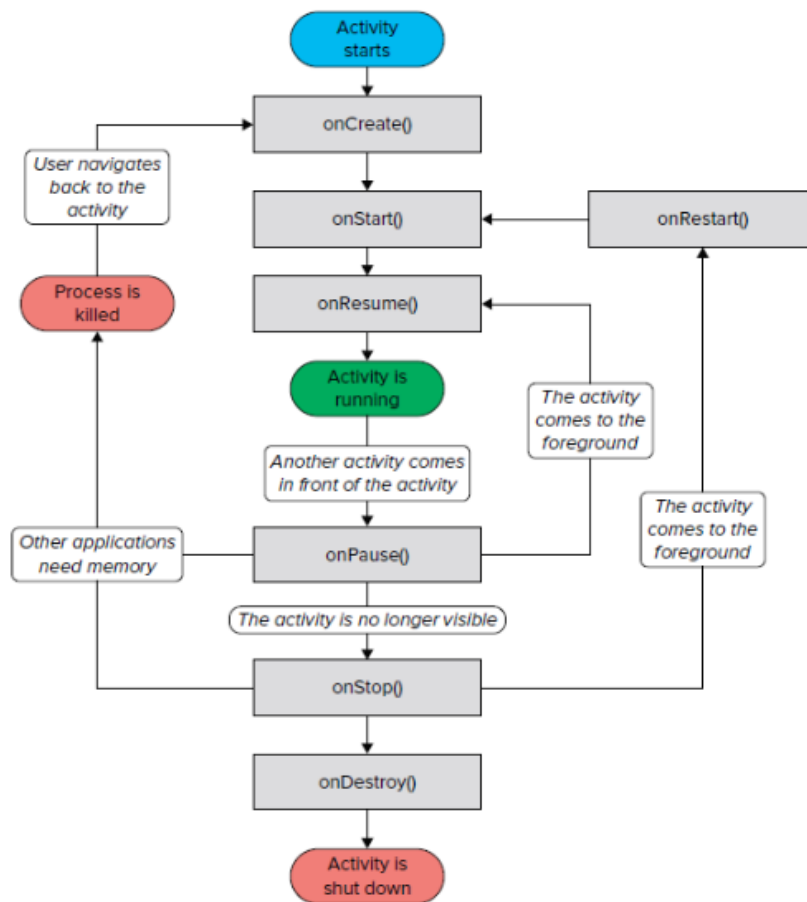 Activity
starts
onCreate()
User navigates
back to the
activity
onStart()
onRestart()
Process is
killed
onResume()
Activity is
running
The activity
comes to the
foreground
Another activity comes
in front of the activity
The activity
comes to the
foreground
Other applications
need memory
onPause()
The activity is no longer visible
onStop()
onDestroy()
Activity is
shut down